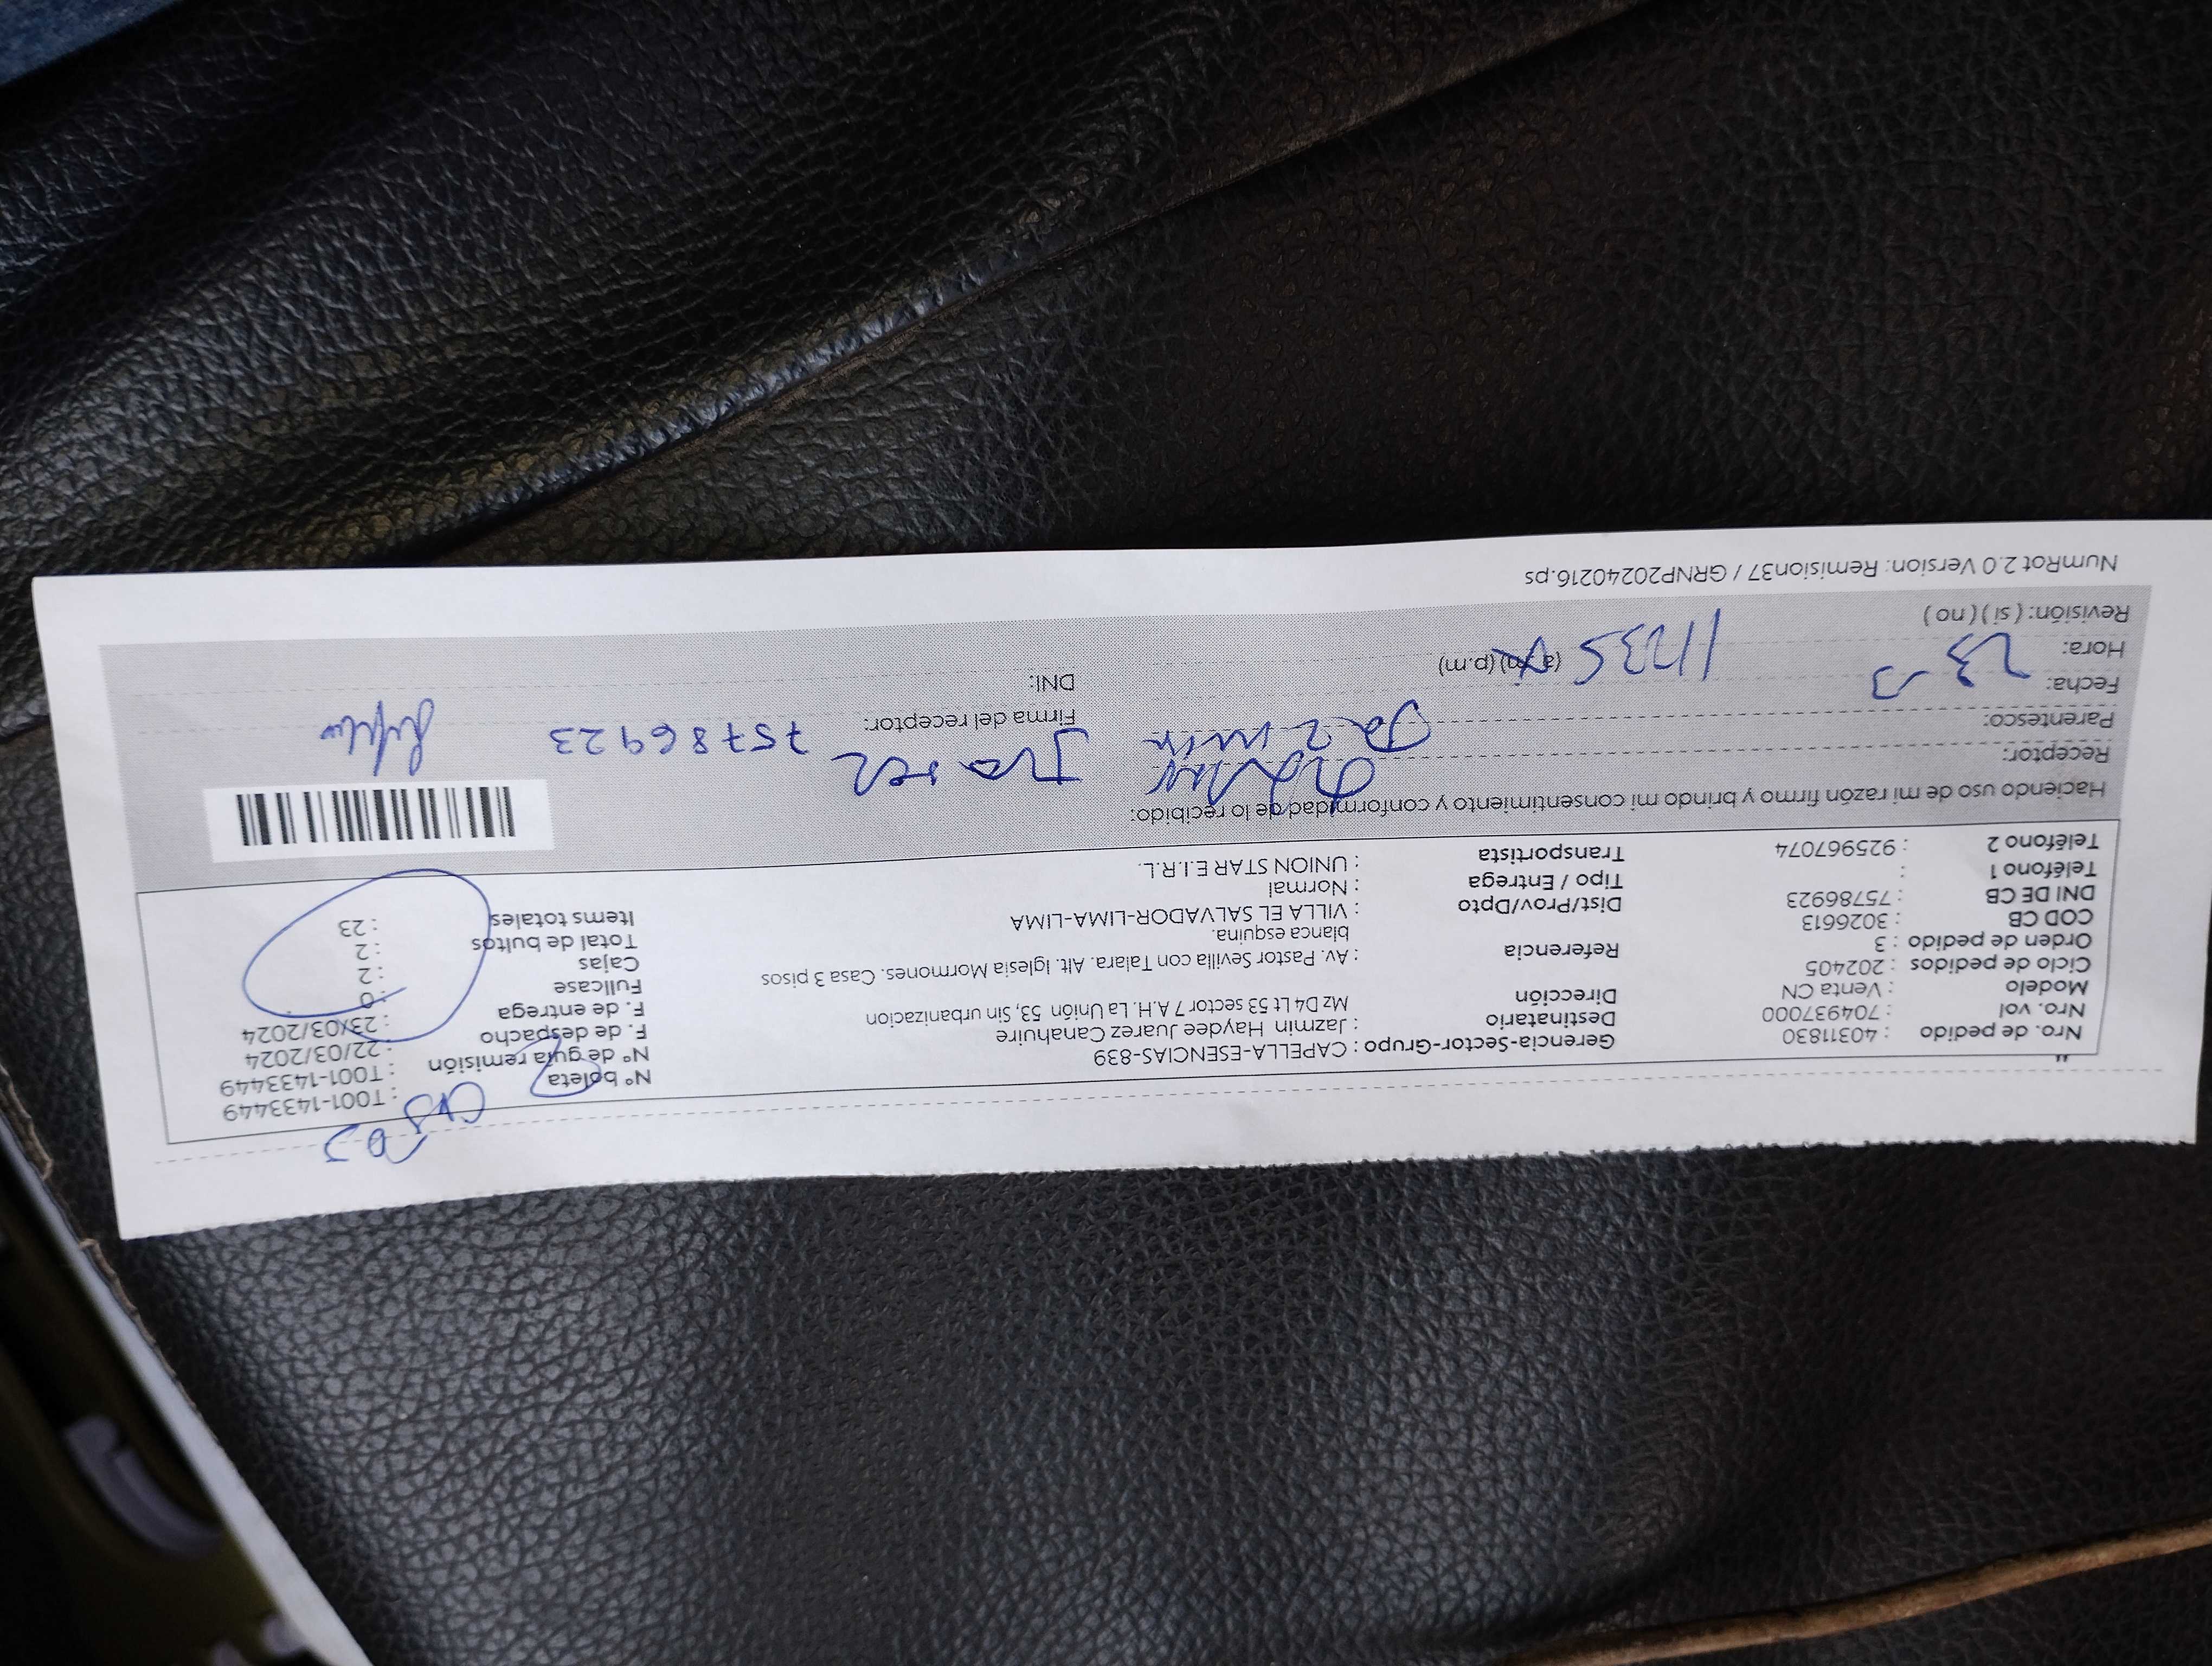 cajas
2
Nro. de pedido : 40311830
Nro. vol : 704937000
Modelo : Venta CN
Ciclo de pedidos : 202405
Orden de pedido : 3
COD CB : 3026613
DNI DE CB : 75786923
Teléfono 1 :
Teléfono 2 : 925967074
Gerencia-Sector-Grupo : CAPELLA-ESENCIAS-839
Destinatario : Jazmin Haydee Juarez Canahuire
Dirección Mz D4 Lt 53 sector 7 A.H. La Unión 53, Sin urbanizacion
Referencia : Av. Pastor Sevilla con Talara. Alt. Iglesia Mormones. Casa 3 pisos
blanca esquina.
Dist/Prov/Dpto : VILLA EL SALVADOR-LIMA-LIMA
Tipo / Entrega : Normal
Transportista : UNION STAR E.I.R.L.
Nº boleta : T001-1433449
Nº de guía remisión : T001-1433449
F. de despacho : 22/03/2024
F. de entrega : 23/03/2024
Fullcase : 0
Cajas : 2
Total de bultos : 2
Items totales : 23
Haciendo uso de mi razón firmo y brindo mi consentimiento y conformidad de lo recibido:
Receptor: Jazmin Juarez 75786923
Parentesco:
Fecha: 23-3
Hora: (a.m) (p.m)
Revisión: ( si ) ( no )
Firma del receptor:
DNI:
NumRot 2.0 Version: Remision37 / GRNP20240216.ps